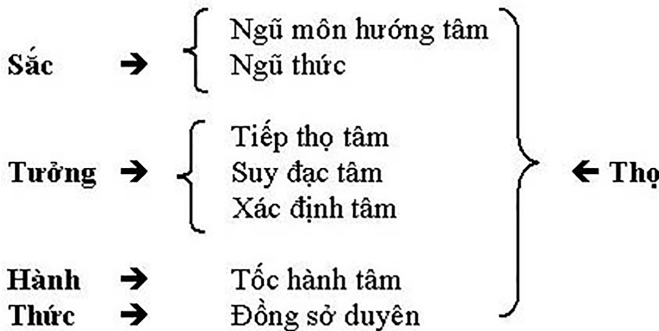 Ngũ môn hướng tâm
Sắc → Ngũ thức
Tiếp thọ tâm
Tưởng → Suy đạc tâm ← Thọ
Xác định tâm
Hành → Tốc hành tâm
Thức → Đồng sở duyên